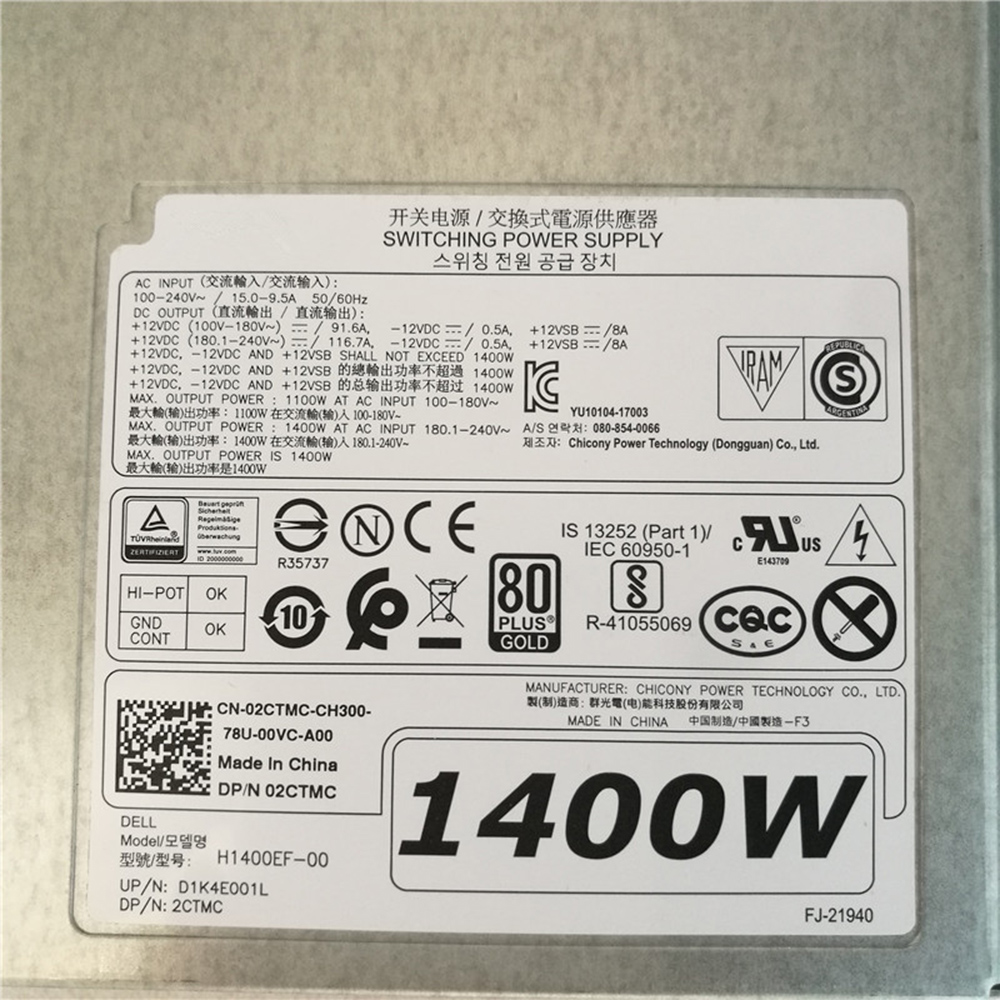 开关电源 / 交換式電源供應器
SWITCHING POWER SUPPLY
스위칭 전원 공급 장치
AC INPUT (交流輸入/交流输入):
100-240V~ / 15.0-9.5A 50/60Hz
DC OUTPUT (直流輸出 / 直流输出):
+12VDC (100V-180V~) ⎓ / 91.6A, -12VDC ⎓ / 0.5A, +12VSB ⎓ /8A
+12VDC (180.1-240V~) ⎓ / 116.7A, -12VDC ⎓ / 0.5A, +12VSB ⎓ /8A
+12VDC, -12VDC AND +12VSB SHALL NOT EXCEED 1400W
+12VDC, -12VDC AND +12VSB 的總輸出功率不超過 1400W
+12VDC, -12VDC AND +12VSB 的总输出功率不超过 1400W
MAX. OUTPUT POWER : 1100W AT AC INPUT 100-180V~
最大輸(输)出功率： 1100W 在交流輸(输)入 100-180V~
MAX. OUTPUT POWER : 1400W AT AC INPUT 180.1-240V~
最大輸(输)出功率： 1400W 在交流輸(输)入 180.1-240V~
MAX. OUTPUT POWER IS 1400W
最大輸(输)出功率是1400W
YU10104-17003
A/S 연락처: 080-854-0066
제조자: Chicony Power Technology (Dongguan) Co., Ltd.
IRAM
REPUBLICA
S
ARGENTINA
TÜVRheinland®
ZERTIFIZIERT
Bauart geprüft
Sicherheit
Regelmäßige
Produktions-
überwachung
www.tuv.com
ID 2000000000
R35737
N
CE
IS 13252 (Part 1)/
IEC 60950-1
R-41055069
c RU® US
E143709
HI-POT OK
GND CONT OK
10
80
PLUS®
GOLD
CQC
S & E
CN-02CTMC-CH300-
78U-00VC-A00
Made In China
DP/N 02CTMC
MANUFACTURER: CHICONY POWER TECHNOLOGY CO., LTD.
製(制)造商: 群光電(电)能科技股份有限公司
MADE IN CHINA 中国制造/中國製造-F3
1400W
DELL
Model/모델명
型號/型号: H1400EF-00
UP/N: D1K4E001L
DP/N: 2CTMC
FJ-21940